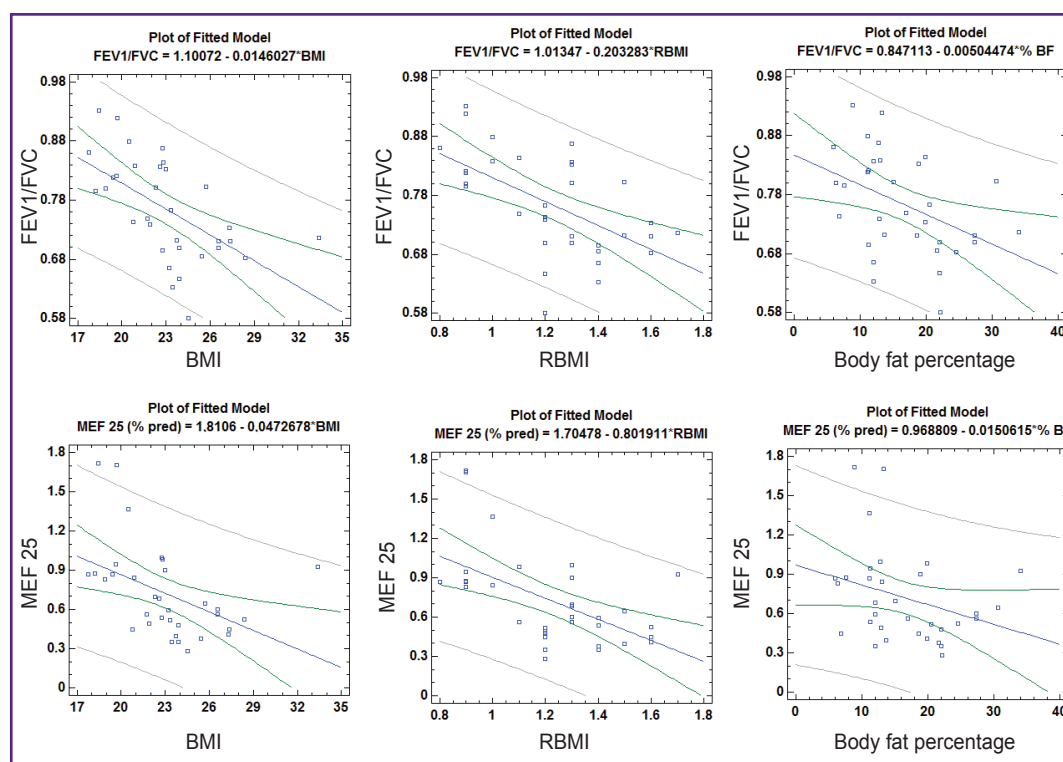 Plot of Fitted Model
FEV1/FVC = 1.10072 - 0.0146027*BMI
0.98
0.88
0.78
0.68
0.58
FEV1/FVC
17 20 23 26 29 32 35
BMI
Plot of Fitted Model
FEV1/FVC = 1.01347 - 0.203283*RBMI
0.98
0.88
0.78
0.68
0.58
FEV1/FVC
0.8 1 1.2 1.4 1.6 1.8
RBMI
Plot of Fitted Model
FEV1/FVC = 0.847113 - 0.00504474*% BF
0.98
0.88
0.78
0.68
0.58
FEV1/FVC
0 10 20 30 40
Body fat percentage
Plot of Fitted Model
MEF 25 (% pred) = 1.8106 - 0.0472678*BMI
1.8
1.5
1.2
0.9
0.6
0.3
0
MEF 25
17 20 23 26 29 32 35
BMI
Plot of Fitted Model
MEF 25 (% pred) = 1.70478 - 0.801911*RBMI
1.8
1.5
1.2
0.9
0.6
0.3
0
MEF 25
0.8 1 1.2 1.4 1.6 1.8
RBMI
Plot of Fitted Model
MEF 25 (% pred) = 0.968809 - 0.0150615*% B
1.8
1.5
1.2
0.9
0.6
0.3
0
MEF 25
0 10 20 30 40
Body fat percentage